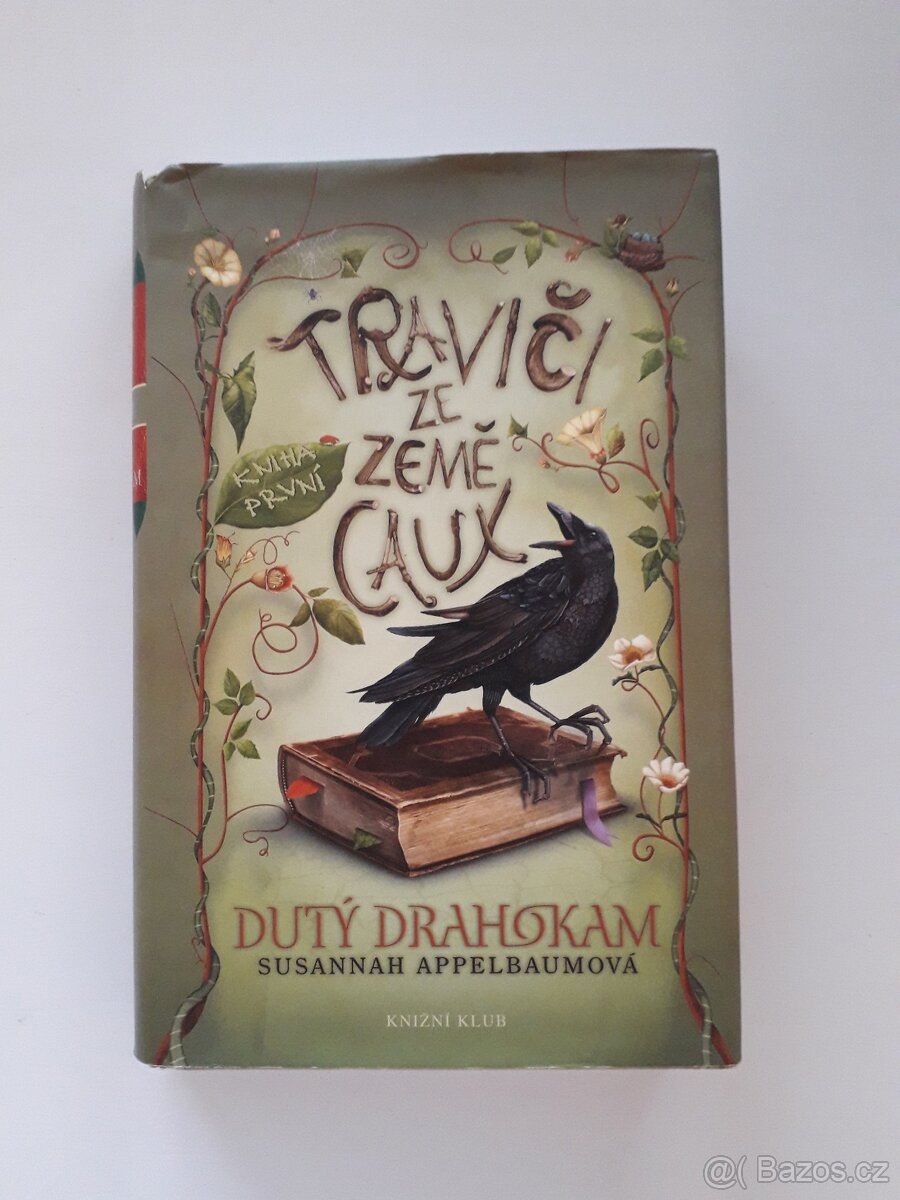 TRAVIČI
ZE
ZEMĚ
CAUX
KNIHA
PRVNÍ
DUTÝ DRAHOKAM
SUSANNAH APPELBAUMOVÁ
KNIŽNÍ KLUB
M
@( Bazos.cz